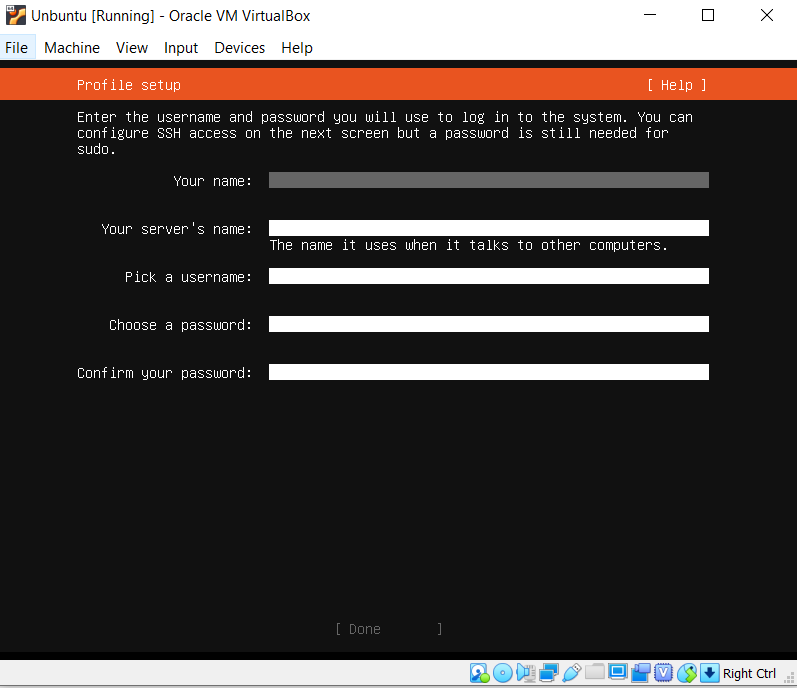 Unbuntu [Running] - Oracle VM VirtualBox
File Machine View Input Devices Help
Profile setup [ Help ]
Enter the username and password you will use to log in to the system. You can
configure SSH access on the next screen but a password is still needed for
sudo.
Your name:
Your server's name:
The name it uses when it talks to other computers.
Pick a username:
Choose a password:
Confirm your password:
[ Done ]
Right Ctrl